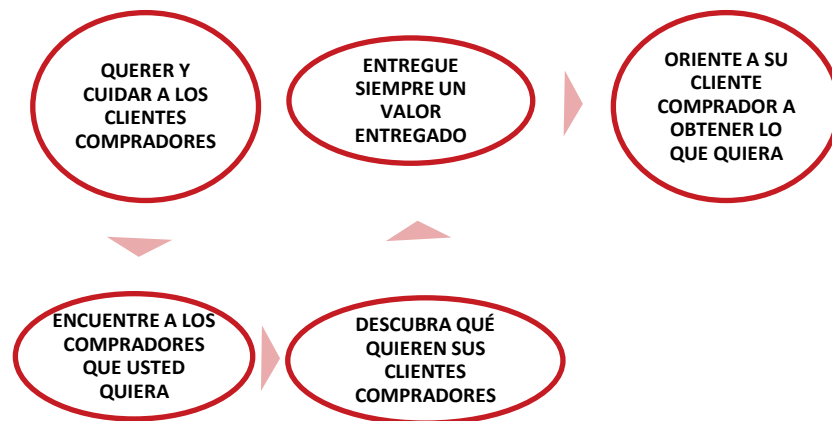 QUERER Y
CUIDAR A LOS
CLIENTES
COMPRADORES
ENCUENTRE A LOS
COMPRADORES
QUE USTED
QUIERA
DESCUBRA QUÉ
QUIEREN SUS
CLIENTES
COMPRADORES
ENTREGUE
SIEMPRE UN
VALOR
ENTREGADO
ORIENTE A SU
CLIENTE
COMPRADOR A
OBTENER LO
QUE QUIERA